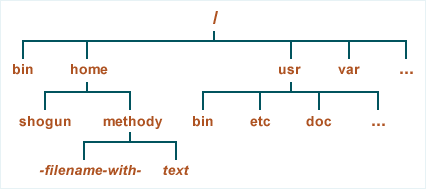 /
bin home usr var ...
shogun methody bin etc doc ...
-filename-with- text